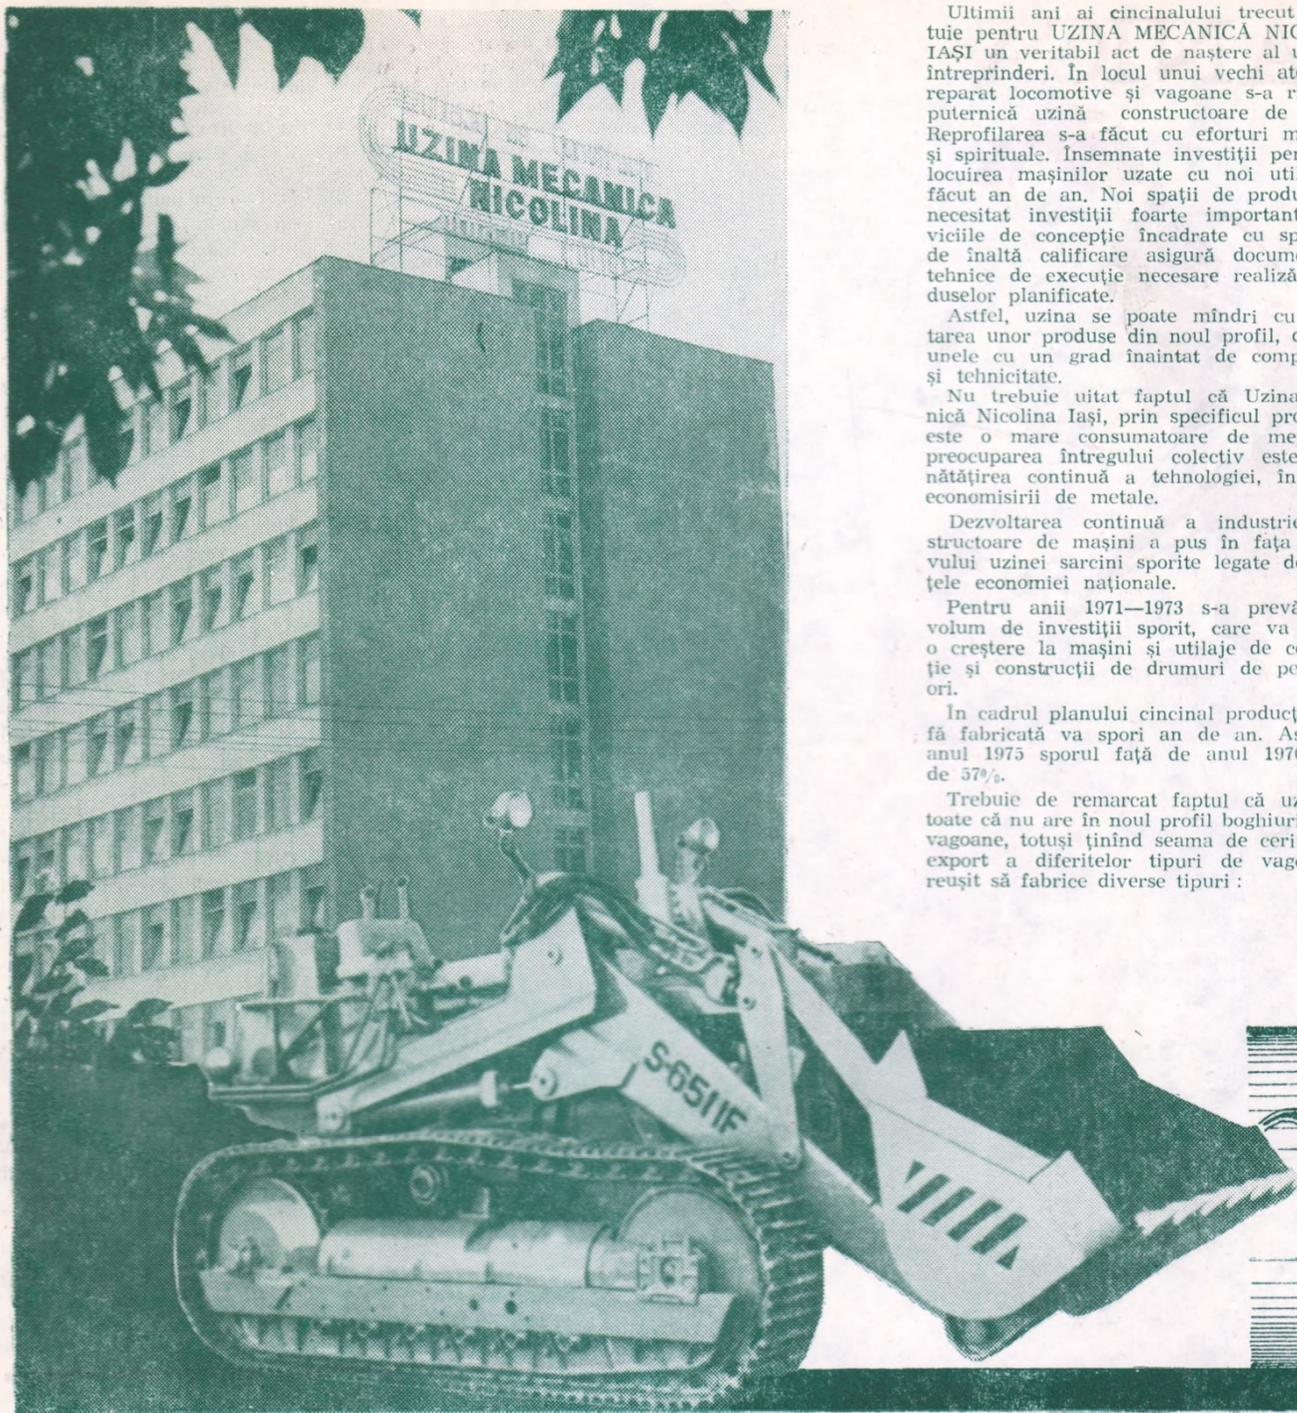 UZINA MECANICA
NICOLINA
S-651 IF
Ultimii ani ai cincinalului trecut
tuie pentru UZINA MECANICĂ NIC
IAȘI un veritabil act de naștere al u
întreprinderi. În locul unui vechi at
reparat locomotive și vagoane s-a r
puternică uzină constructoare de
Reprofilarea s-a făcut cu eforturi m
și spirituale. Însemnate investiții per
locuirea mașinilor uzate cu noi util
făcut an de an. Noi spații de produ
necesitat investiții foarte important
viciile de concepție încadrate cu sp
de înaltă calificare asigură docume
tehnice de execuție necesare realiză
duselor planificate.
Astfel, uzina se poate mîndri cu
tarea unor produse din noul profil, c
unele cu un grad înaintat de comp
și tehnicitate.
Nu trebuie uitat faptul că Uzina
nică Nicolina Iași, prin specificul pro
este o mare consumatoare de me
preocuparea întregului colectiv este
nătățirea continuă a tehnologiei, în
economisirii de metale.
Dezvoltarea continuă a industrie
structoare de mașini a pus în fața
vului uzinei sarcini sporite legate de
țele economiei naționale.
Pentru anii 1971—1973 s-a prevă
volum de investiții sporit, care va
o creștere la mașini și utilaje de c
ție și construcții de drumuri de pe
ori.
In cadrul planului cincinal producț
fă fabricată va spori an de an. As
anul 1975 sporul față de anul 1970
de 57%.
Trebuie de remarcat faptul că uz
toate că nu are în noul profil boghiuri
vagoane, totuși ținînd seama de ceri
export a diferitelor tipuri de vag
reușit să fabrice diverse tipuri :